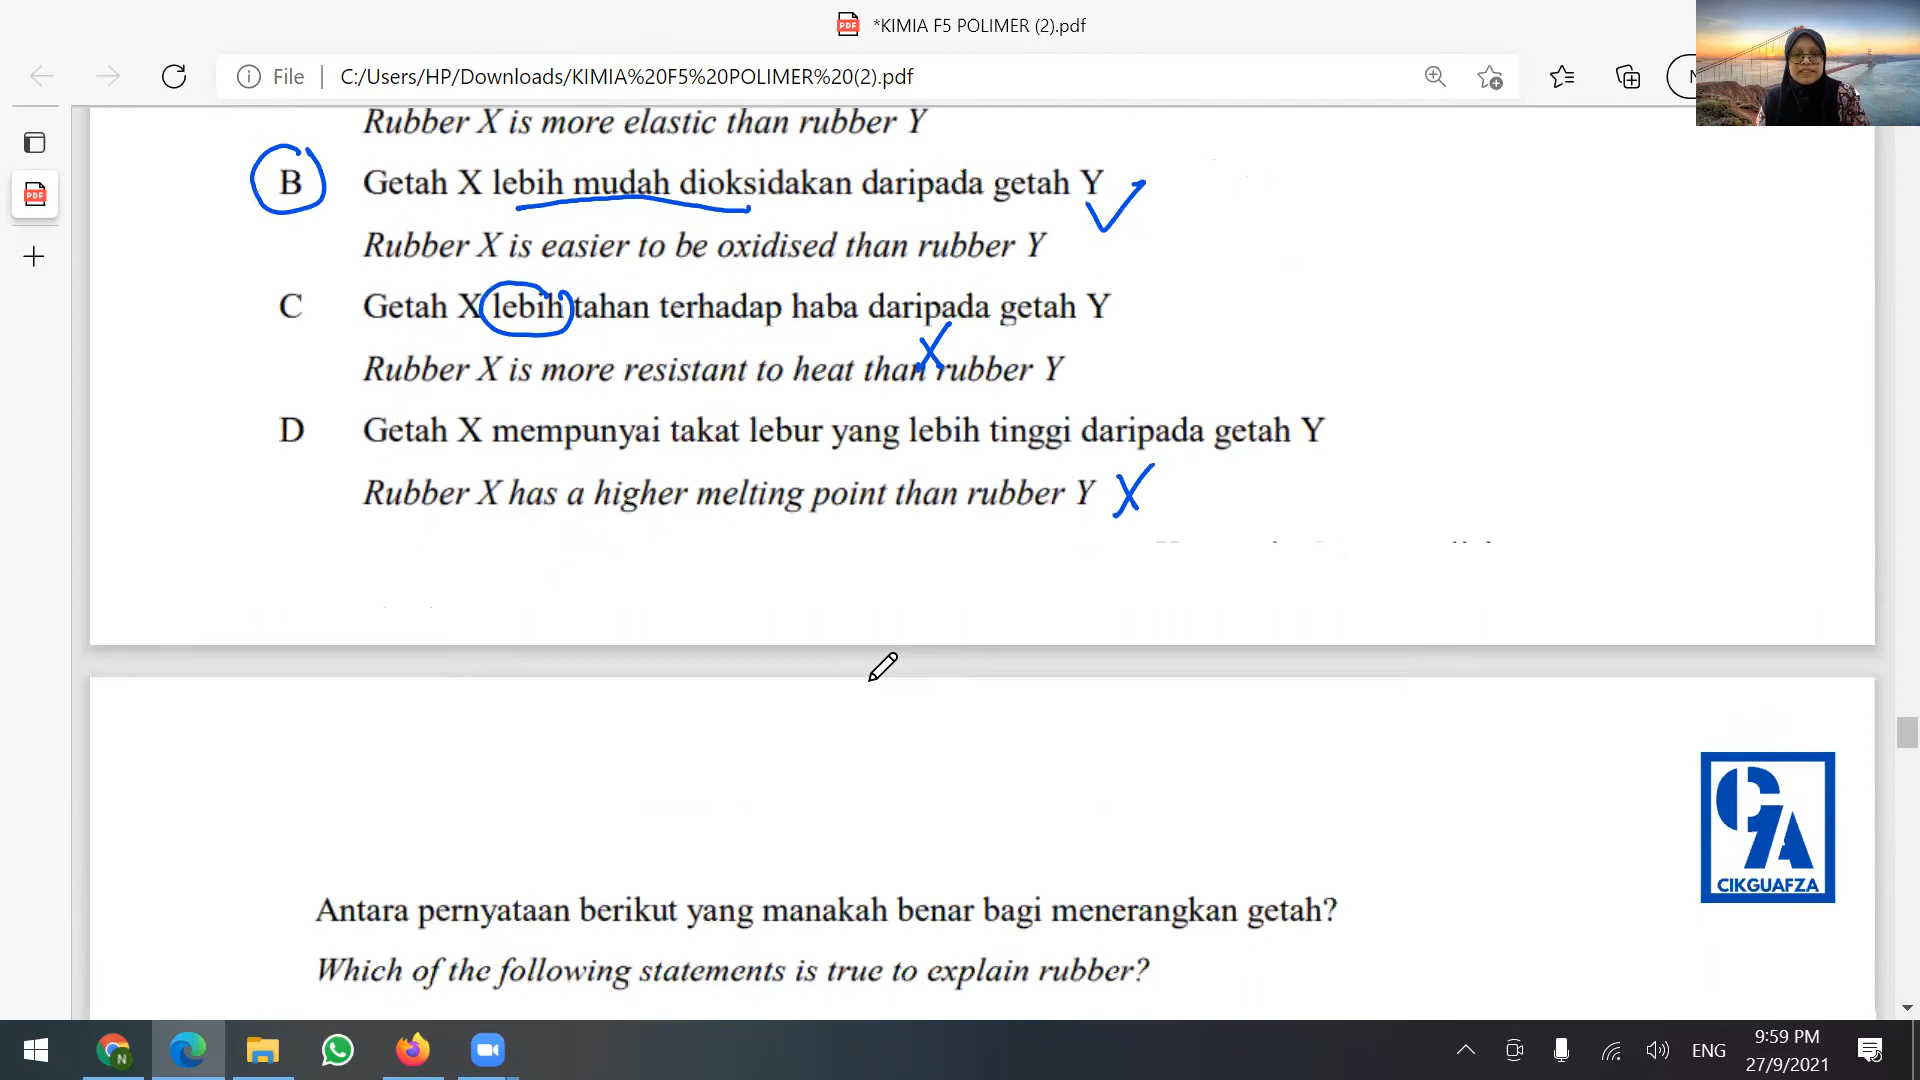 *KIMIA F5 POLIMER (2).pdf
File | C:/Users/HP/Downloads/KIMIA%20F5%20POLIMER%20(2).pdf
N
Rubber X is more elastic than rubber Y
B Getah X lebih mudah dioksidakan daripada getah Y
Rubber X is easier to be oxidised than rubber Y
C Getah X lebih tahan terhadap haba daripada getah Y
Rubber X is more resistant to heat than rubber Y
D Getah X mempunyai takat lebur yang lebih tinggi daripada getah Y
Rubber X has a higher melting point than rubber Y
CIKGUAFZA
Antara pernyataan berikut yang manakah benar bagi menerangkan getah?
Which of the following statements is true to explain rubber?
ENG
9:59 PM
27/9/2021